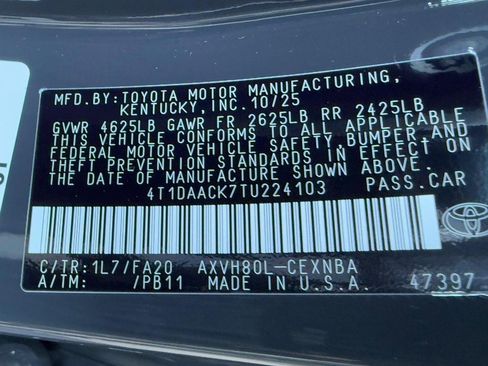 MFD.BY:TOYOTA MOTOR MANUFACTURING,
KENTUCKY,INC.10/25
GVWR 4625LB GAWR FR 2625LB RR 2425LB
THIS VEHICLE CONFORMS TO ALL APPLICABLE
FEDERAL MOTOR VEHICLE SAFETY,BUMPER,AND
THEFT PREVENTION STANDARDS IN EFFECT ON
THE DATE OF MANUFACTURE SHOWN ABOVE.
4T1DAACK7TU224103 PASS.CAR
C/TR:1L7/FA20 AXVH80L-CEXNBA
A/TM: /PB11 MADE IN U.S.A. 47397
TOYOTA